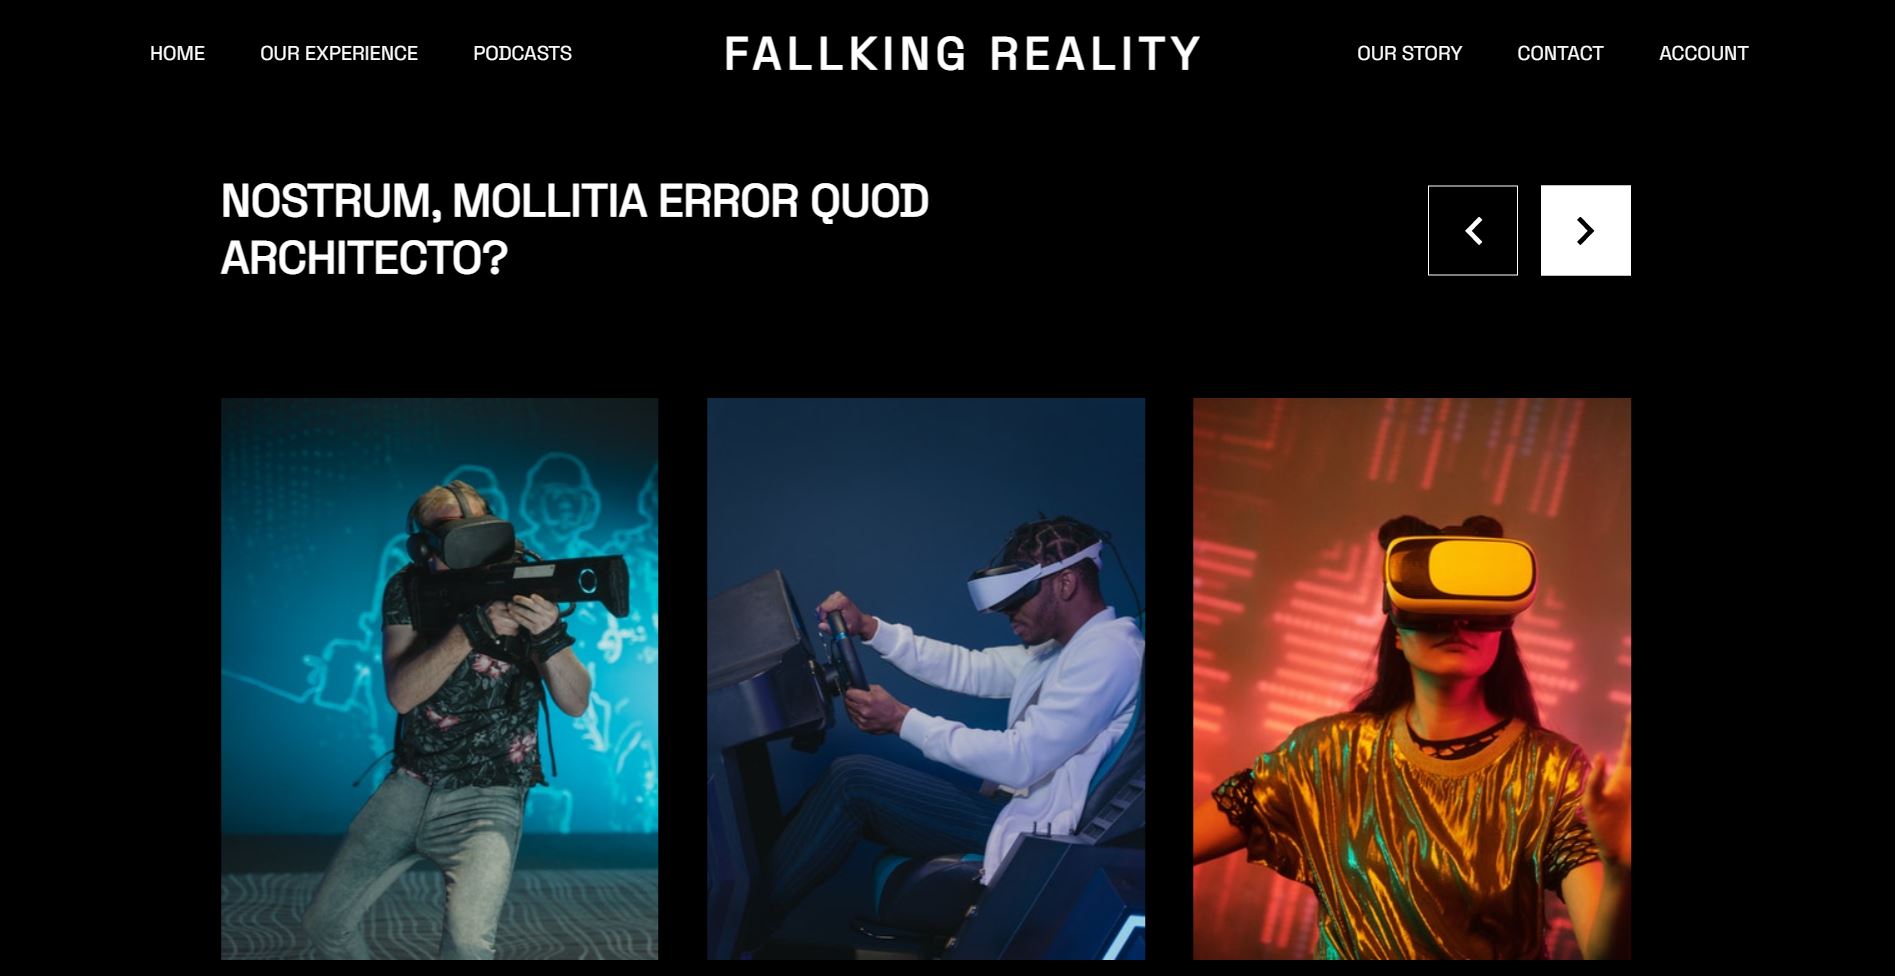 HOME OUR EXPERIENCE PODCASTS FALLKING REALITY OUR STORY CONTACT ACCOUNT
NOSTRUM, MOLLITIA ERROR QUOD
ARCHITECTO?